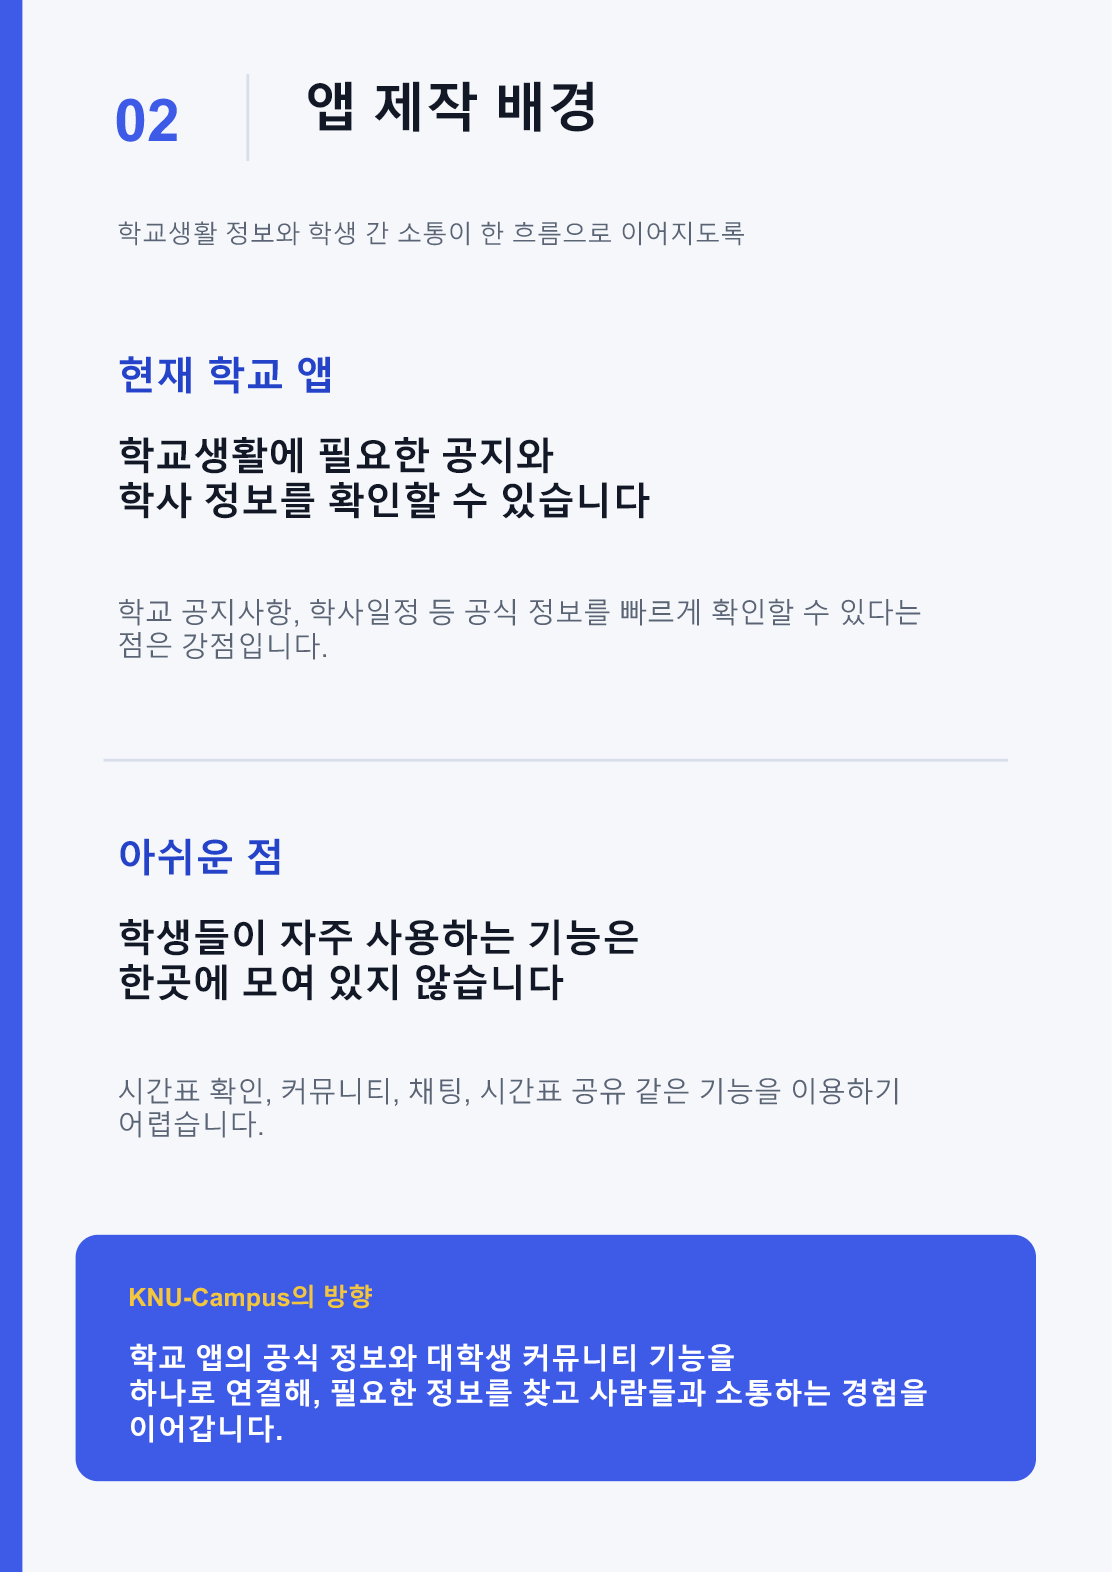 02
앱 제작 배경
학교생활 정보와 학생 간 소통이 한 흐름으로 이어지도록
현재 학교 앱
학교생활에 필요한 공지와
학사 정보를 확인할 수 있습니다
학교 공지사항, 학사일정 등 공식 정보를 빠르게 확인할 수 있다는
점은 강점입니다.
아쉬운 점
학생들이 자주 사용하는 기능은
한곳에 모여 있지 않습니다
시간표 확인, 커뮤니티, 채팅, 시간표 공유 같은 기능을 이용하기
어렵습니다.
KNU-Campus의 방향
학교 앱의 공식 정보와 대학생 커뮤니티 기능을
하나로 연결해, 필요한 정보를 찾고 사람들과 소통하는 경험을
이어갑니다.